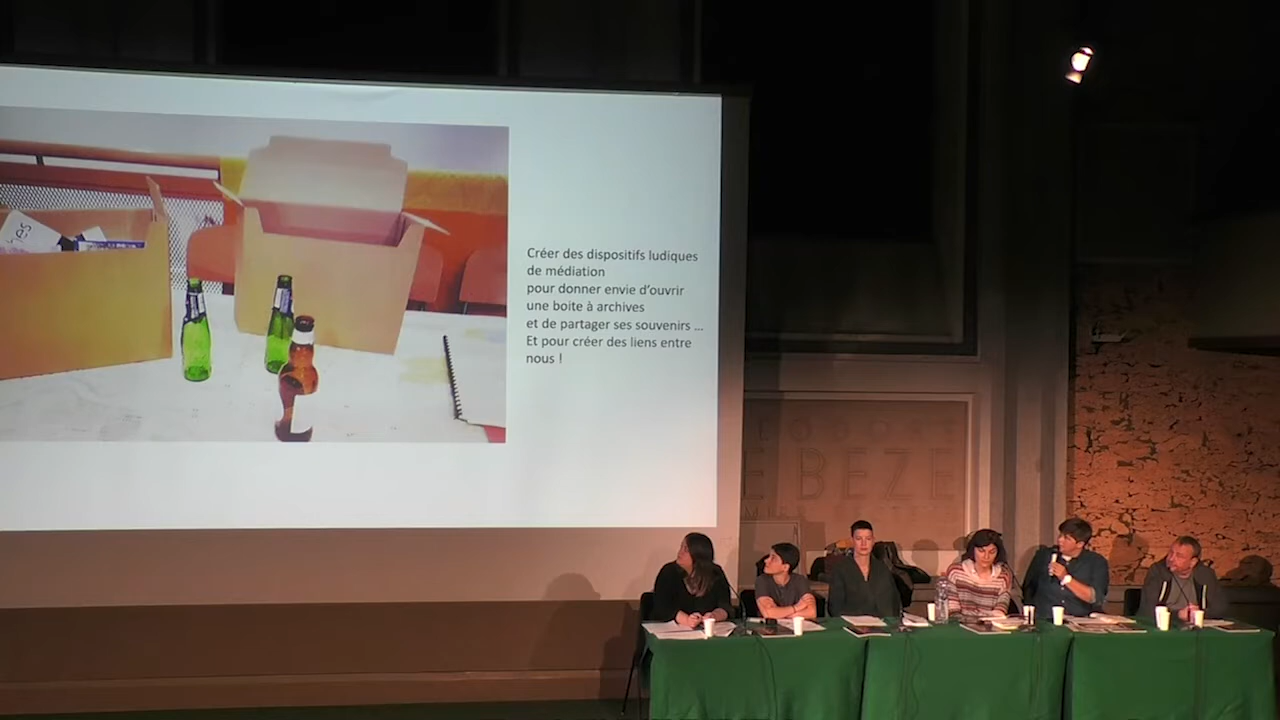 Créer des dispositifs ludiques
de médiation
pour donner envie d’ouvrir
une boite à archives
et de partager ses souvenirs ...
Et pour créer des liens entre
nous !
BEZE